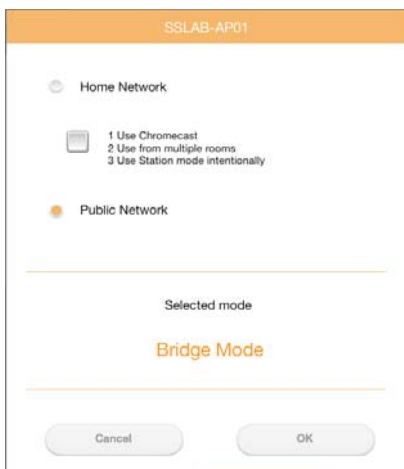 SSLAB-AP01
Home Network
1 Use Chromecast
2 Use from multiple rooms
3 Use Station mode intentionally
Public Network
Selected mode
Bridge Mode
Cancel
OK